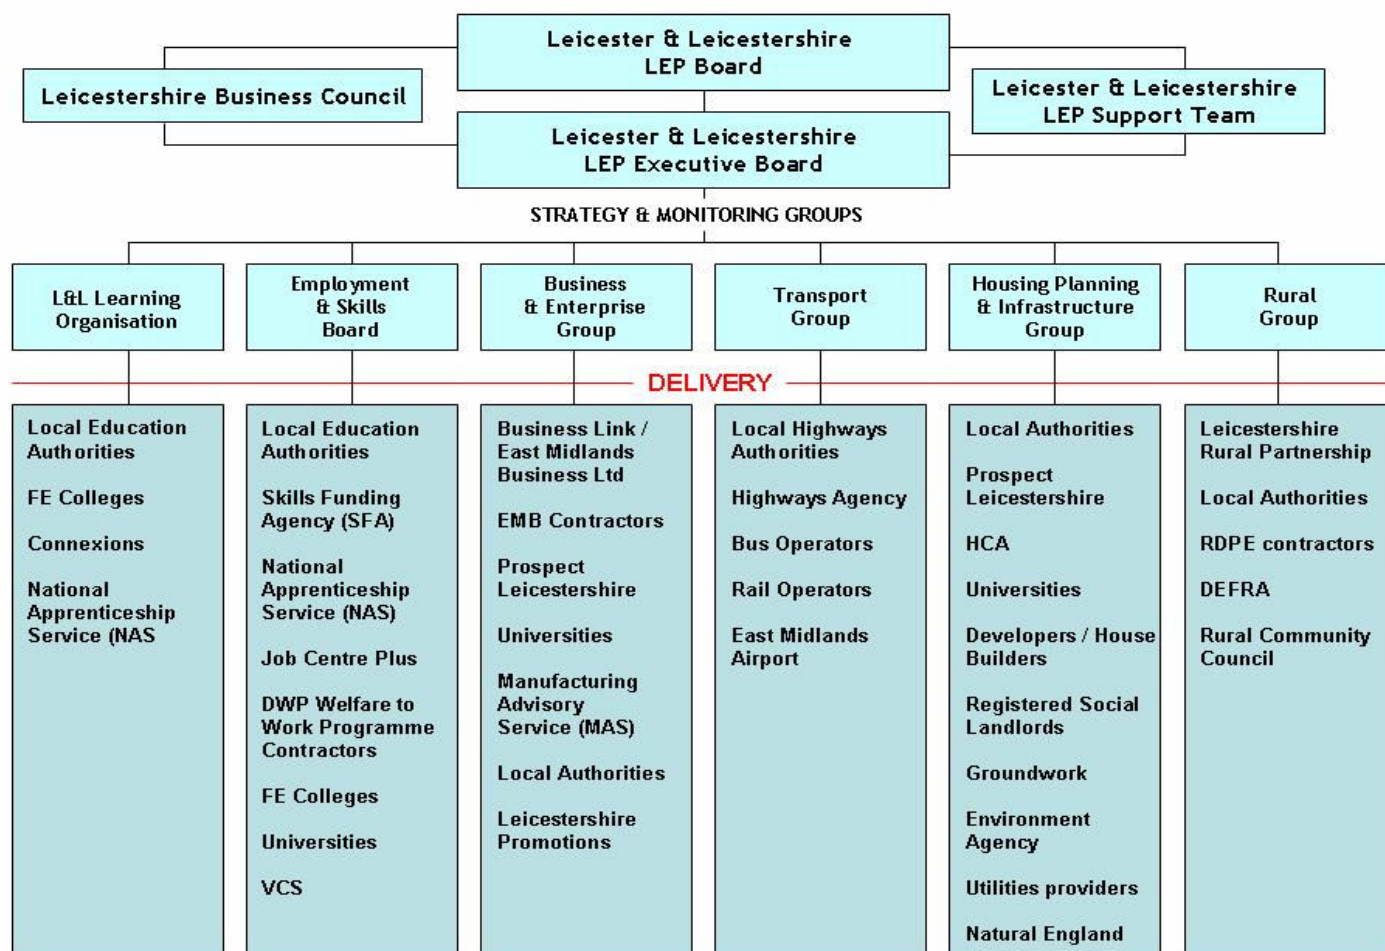 Leicester & Leicestershire
LEP Board
Leicestershire Business Council
Leicester & Leicestershire
LEP Support Team
Leicester & Leicestershire
LEP Executive Board
STRATEGY & MONITORING GROUPS
L&L Learning
Organisation
Employment
& Skills
Board
Business
& Enterprise
Group
Transport
Group
Housing Planning
& Infrastructure
Group
Rural
Group
DELIVERY
Local Education
Authorities
FE Colleges
Connexions
National
Apprenticeship
Service (NAS
Local Education
Authorities
Skills Funding
Agency (SFA)
National
Apprenticeship
Service (NAS)
Job Centre Plus
DWP Welfare to
Work Programme
Contractors
FE Colleges
Universities
VCS
Business Link /
East Midlands
Business Ltd
EMB Contractors
Prospect
Leicestershire
Universities
Manufacturing
Advisory
Service (MAS)
Local Authorities
Leicestershire
Promotions
Local Highways
Authorities
Highways Agency
Bus Operators
Rail Operators
East Midlands
Airport
Local Authorities
Prospect
Leicestershire
HCA
Universities
Developers / House
Builders
Registered Social
Landlords
Groundwork
Environment
Agency
Utilities providers
Natural England
Leicestershire
Rural Partnership
Local Authorities
RDPE contractors
DEFRA
Rural Community
Council